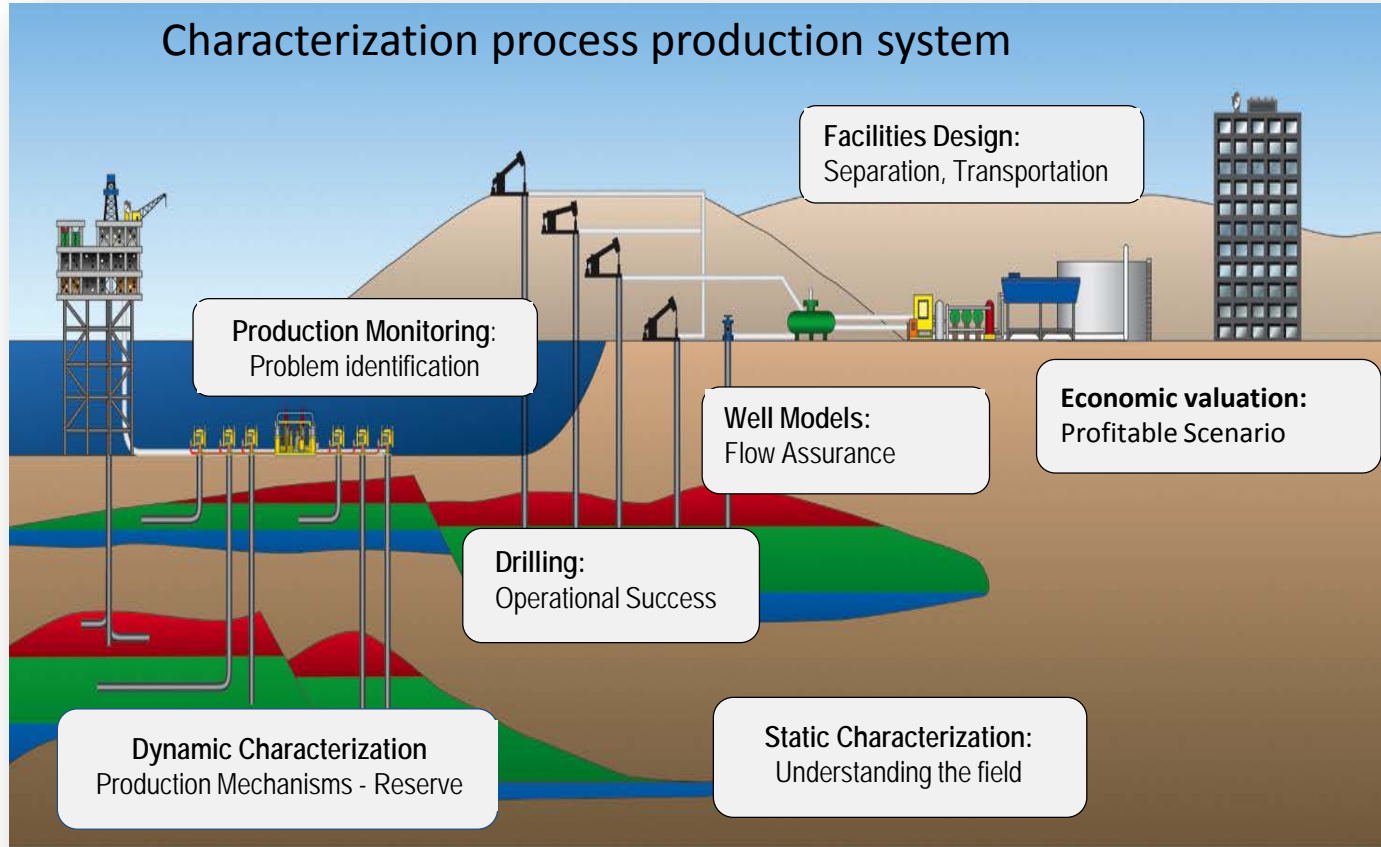 Characterization process production system
Facilities Design:
Separation, Transportation
Production Monitoring:
Problem identification
Well Models:
Flow Assurance
Economic valuation:
Profitable Scenario
Drilling:
Operational Success
Dynamic Characterization
Production Mechanisms - Reserve
Static Characterization:
Understanding the field